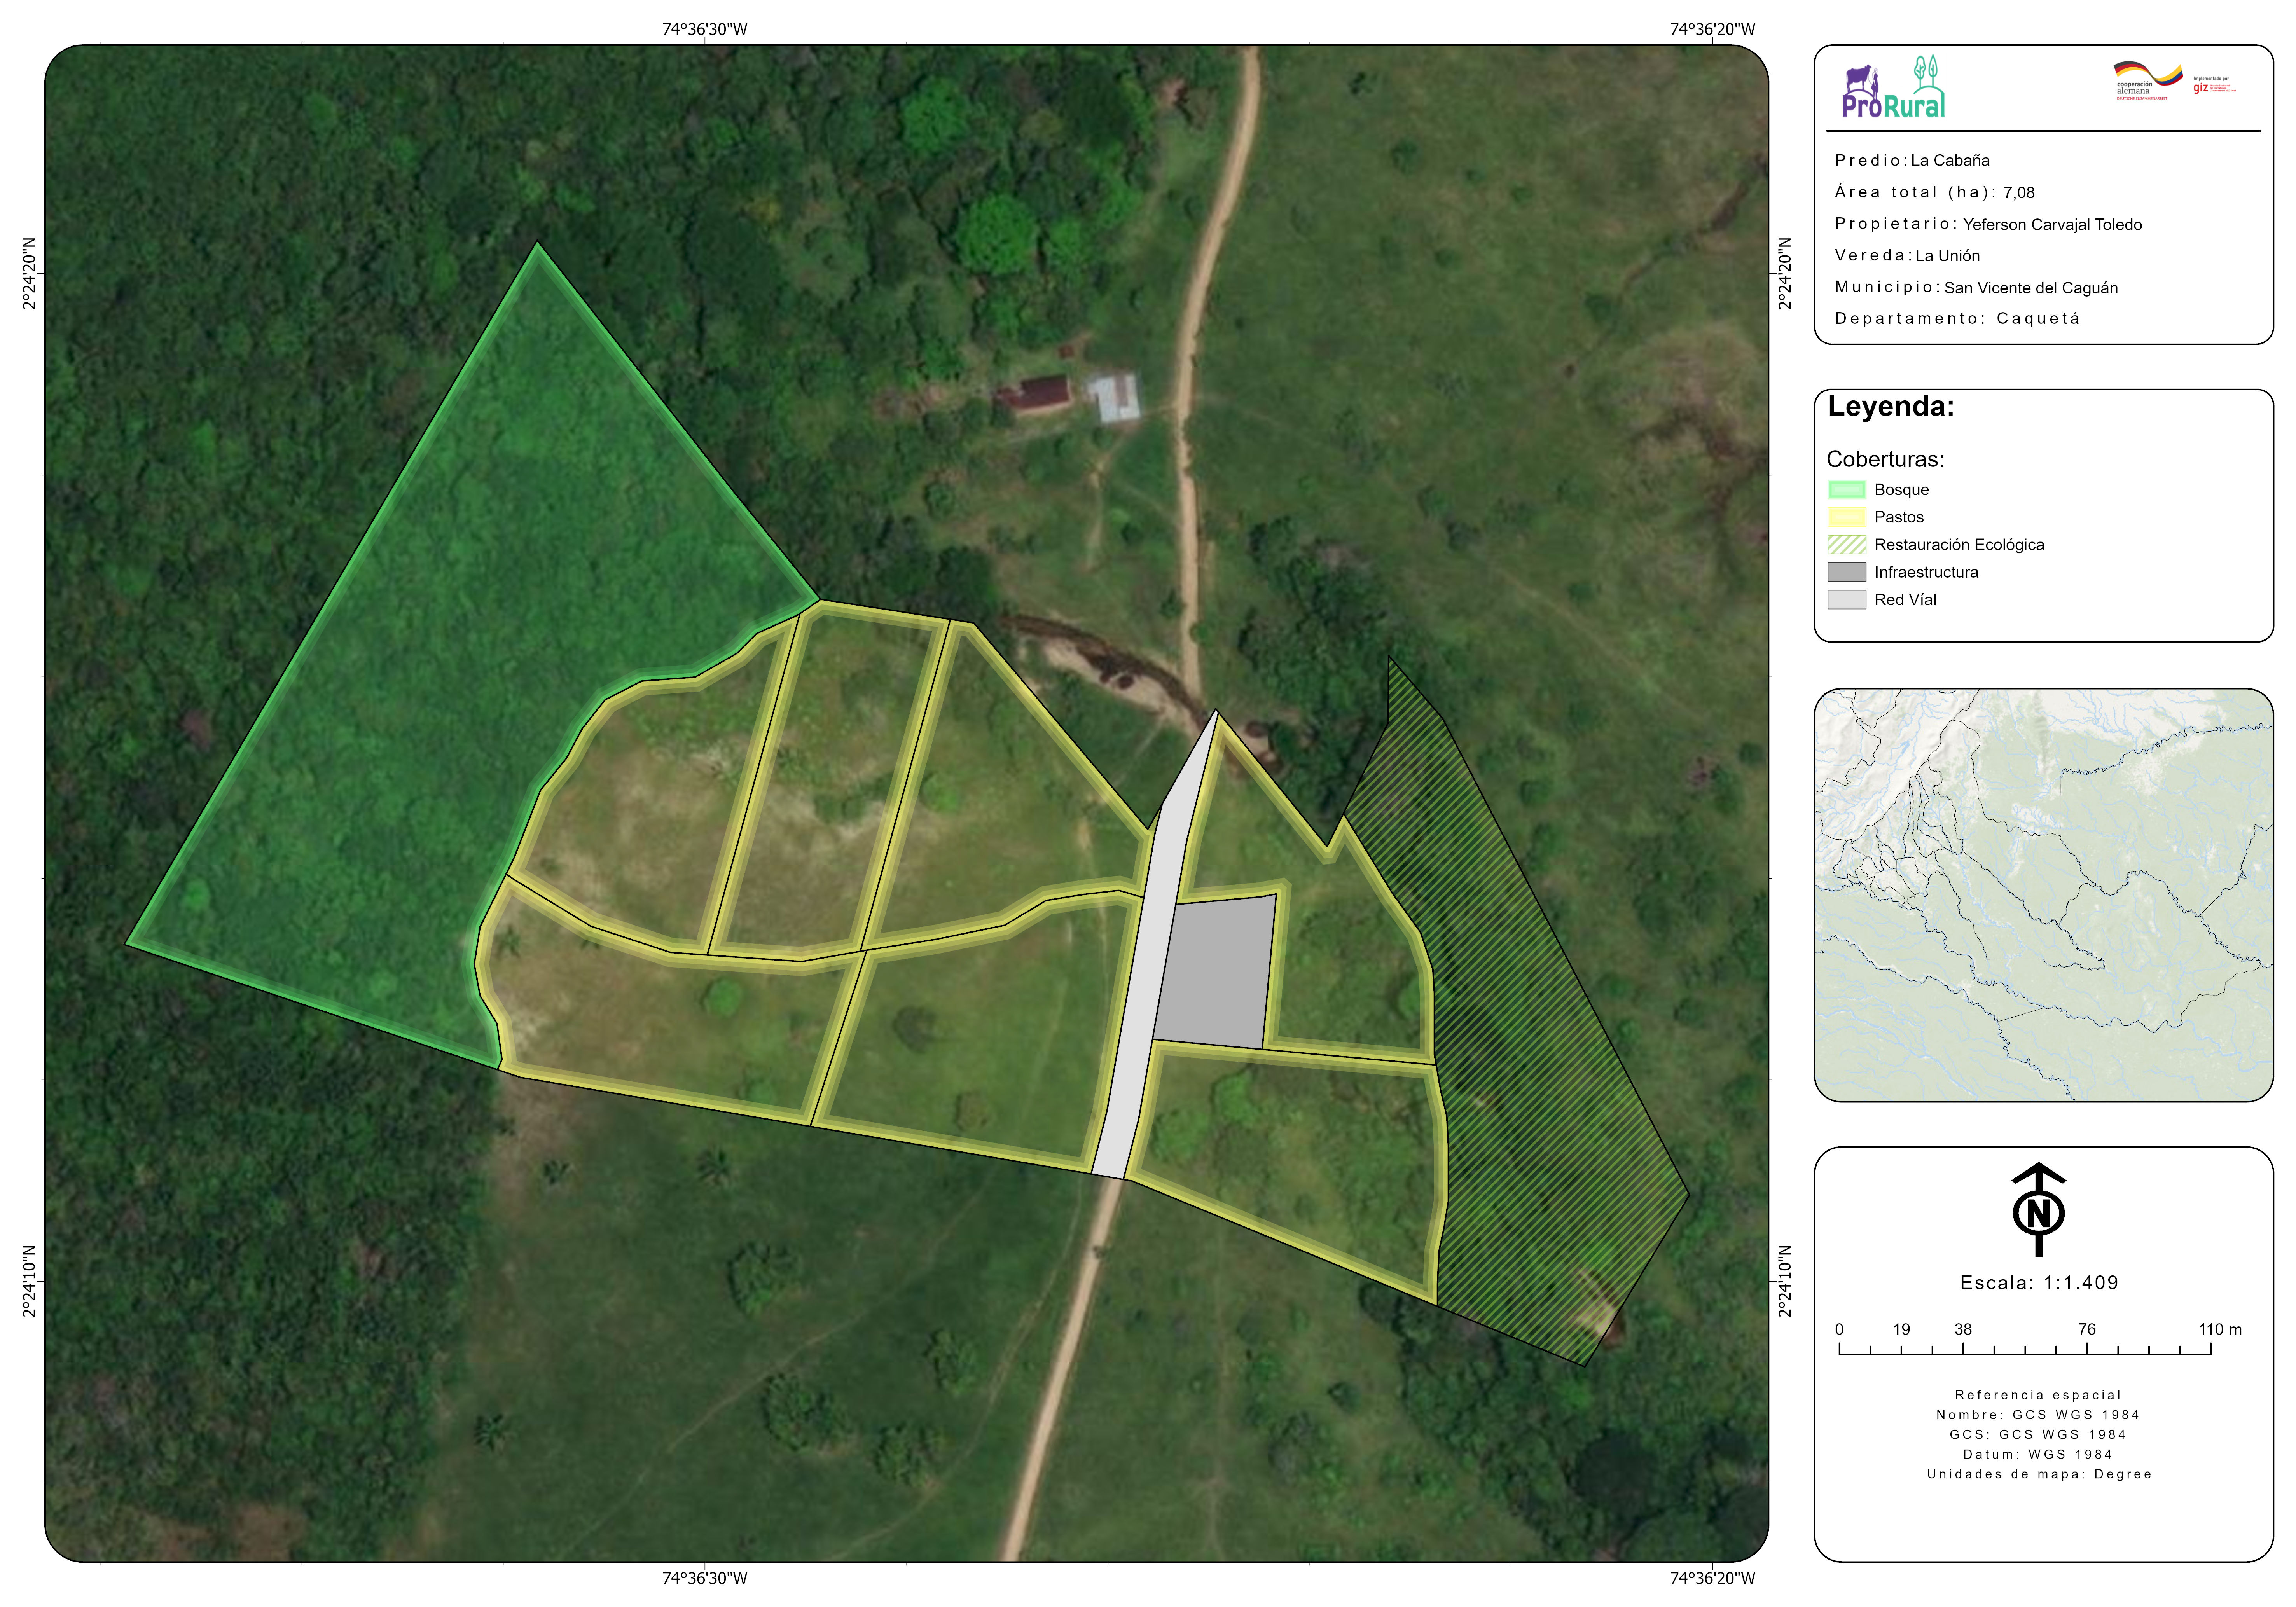 74°36'30"W
74°36'20"W
2°24'20"N
2°24'20"N
2°24'10"N
2°24'10"N
74°36'30"W
74°36'20"W
ProRural
cooperación
alemana
DEUTSCHE ZUSAMMENARBEIT
Implementado por
giz
Predio: La Cabaña
Área total (ha): 7,08
Propietario: Yeferson Carvajal Toledo
Vereda: La Unión
Municipio: San Vicente del Caguán
Departamento: Caquetá
Leyenda:
Coberturas:
Bosque
Pastos
Restauración Ecológica
Infraestructura
Red Víal
N
Escala: 1:1.409
0 19 38 76 110 m
Referencia espacial
Nombre: GCS WGS 1984
GCS: GCS WGS 1984
Datum: WGS 1984
Unidades de mapa: Degree